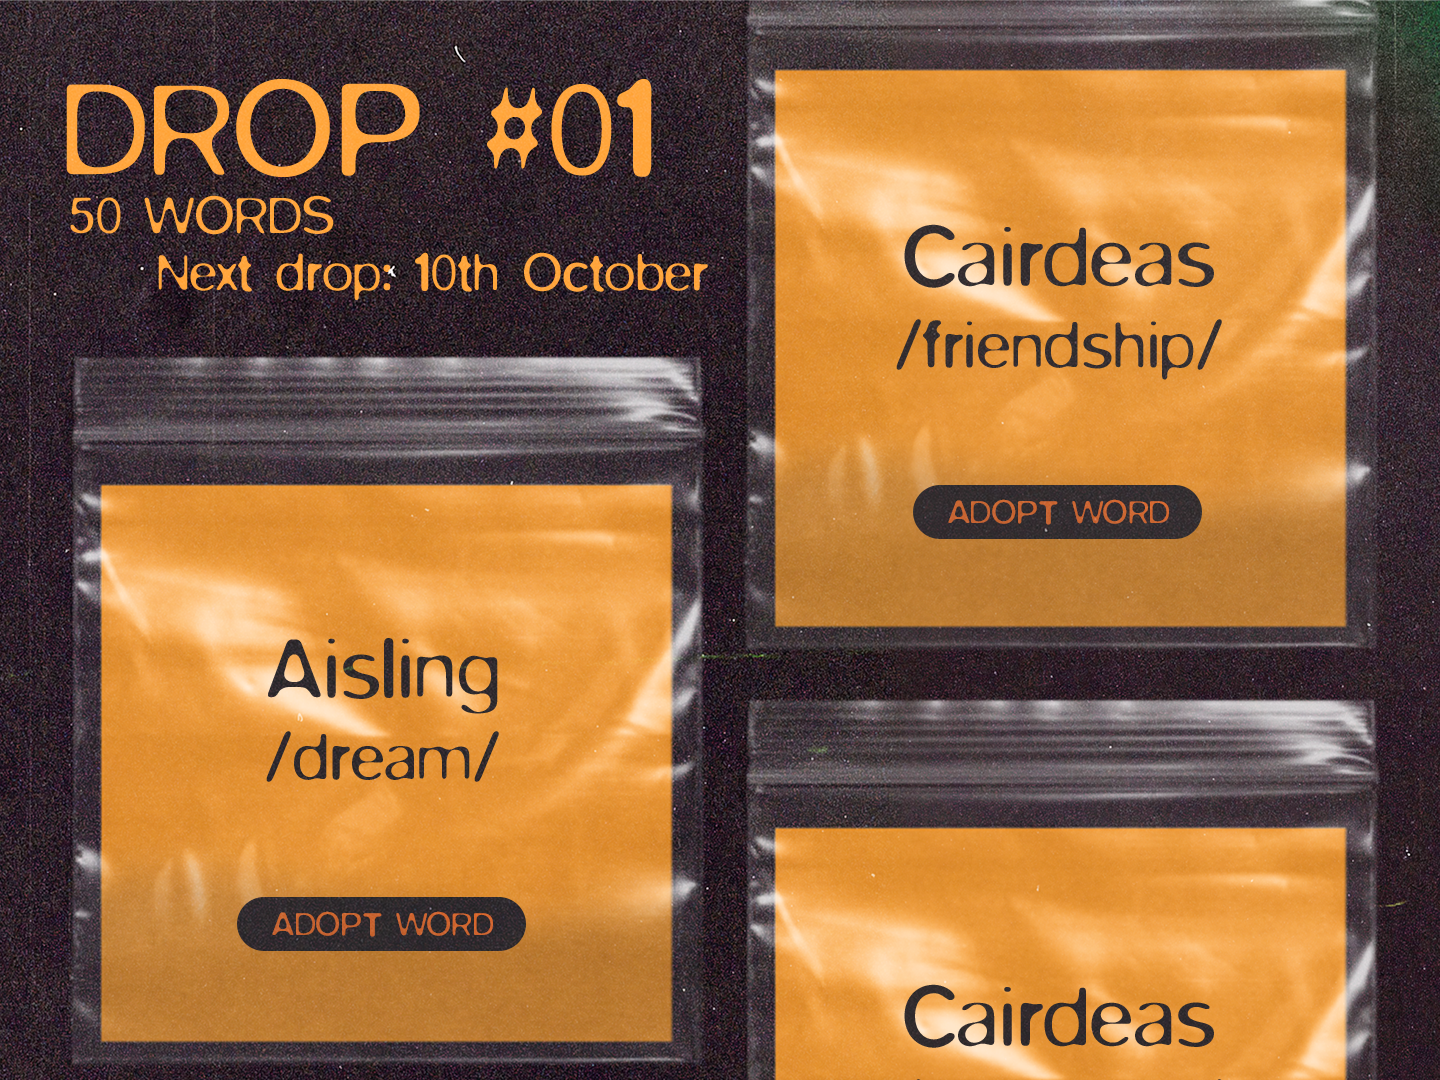 DROP #01
50 WORDS
Next drop: 10th October
Aisling
/dream/
ADOPT WORD
Cairdeas
/friendship/
ADOPT WORD
Cairdeas